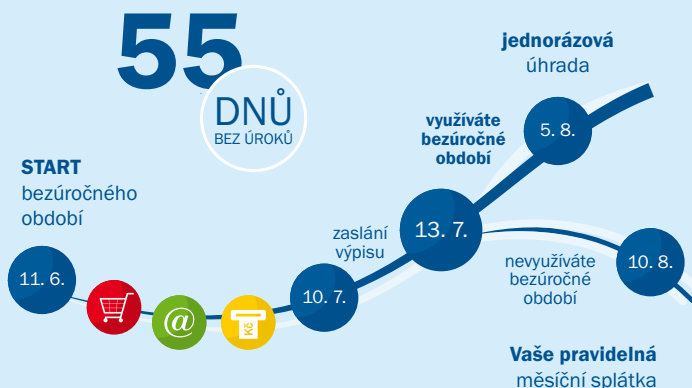 55
DNŮ
BEZ ÚROKŮ
START
bezúročného
období
11. 6.
@
Kč
10. 7.
zaslání
výpisu
13. 7.
využíváte
bezúročné
období
jednorázová
úhrada
5. 8.
nevyužíváte
bezúročné
období
10. 8.
Vaše pravidelná
měsíční splátka